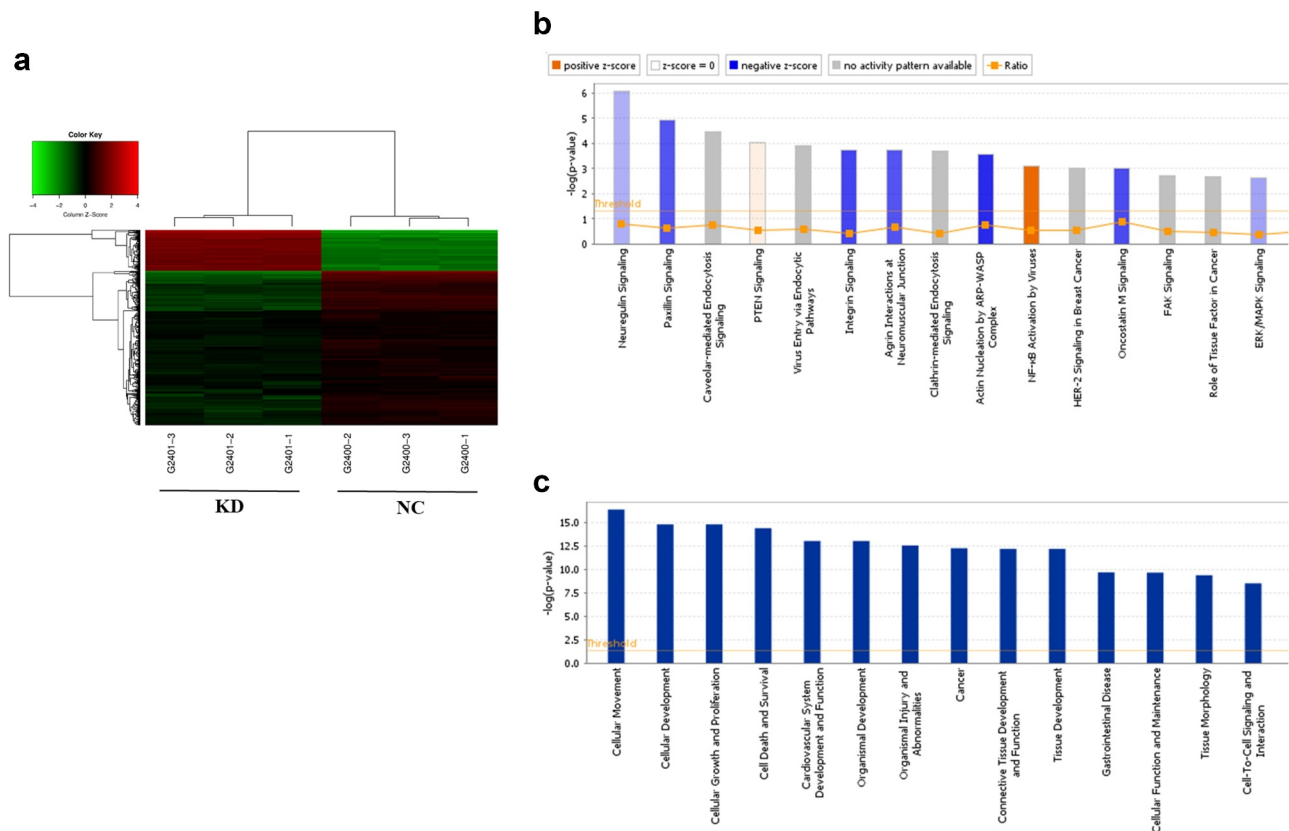 a
Color Key
-4 -2 0 2 4
Column Z-Score
G2401-3
G2401-2
G2401-1
G2400-2
G2400-3
G2400-1
KD NC
b
positive z-score z-score = 0 negative z-score no activity pattern available Ratio
-log(p-value)
6
5
4
3
2
1
0
Threshold
Neuregulin Signaling
Paxillin Signaling
Caveolar-mediated Endocytosis
Signaling
PTEN Signaling
Virus Entry via Endocytic
Pathways
Integrin Signaling
Agrin Interactions at
Neuromuscular Junction
Clathrin-mediated Endocytosis
Signaling
Actin Nucleation by ARP-WASP
Complex
NF-κB Activation by Viruses
HER-2 Signaling in Breast Cancer
Oncostatin M Signaling
FAK Signaling
Role of Tissue Factor in Cancer
ERK/MAPK Signaling
c
-log(p-value)
15.0
12.5
10.0
7.5
5.0
2.5
0.0
Threshold
Cellular Movement
Cellular Development
Cellular Growth and Proliferation
Cell Death and Survival
Cardiovascular System
Development and Function
Organismal Development
Organismal Injury and
Abnormalities
Cancer
Connective Tissue Development
and Function
Tissue Development
Gastrointestinal Disease
Cellular Function and Maintenance
Tissue Morphology
Cell-To-Cell Signaling and
Interaction